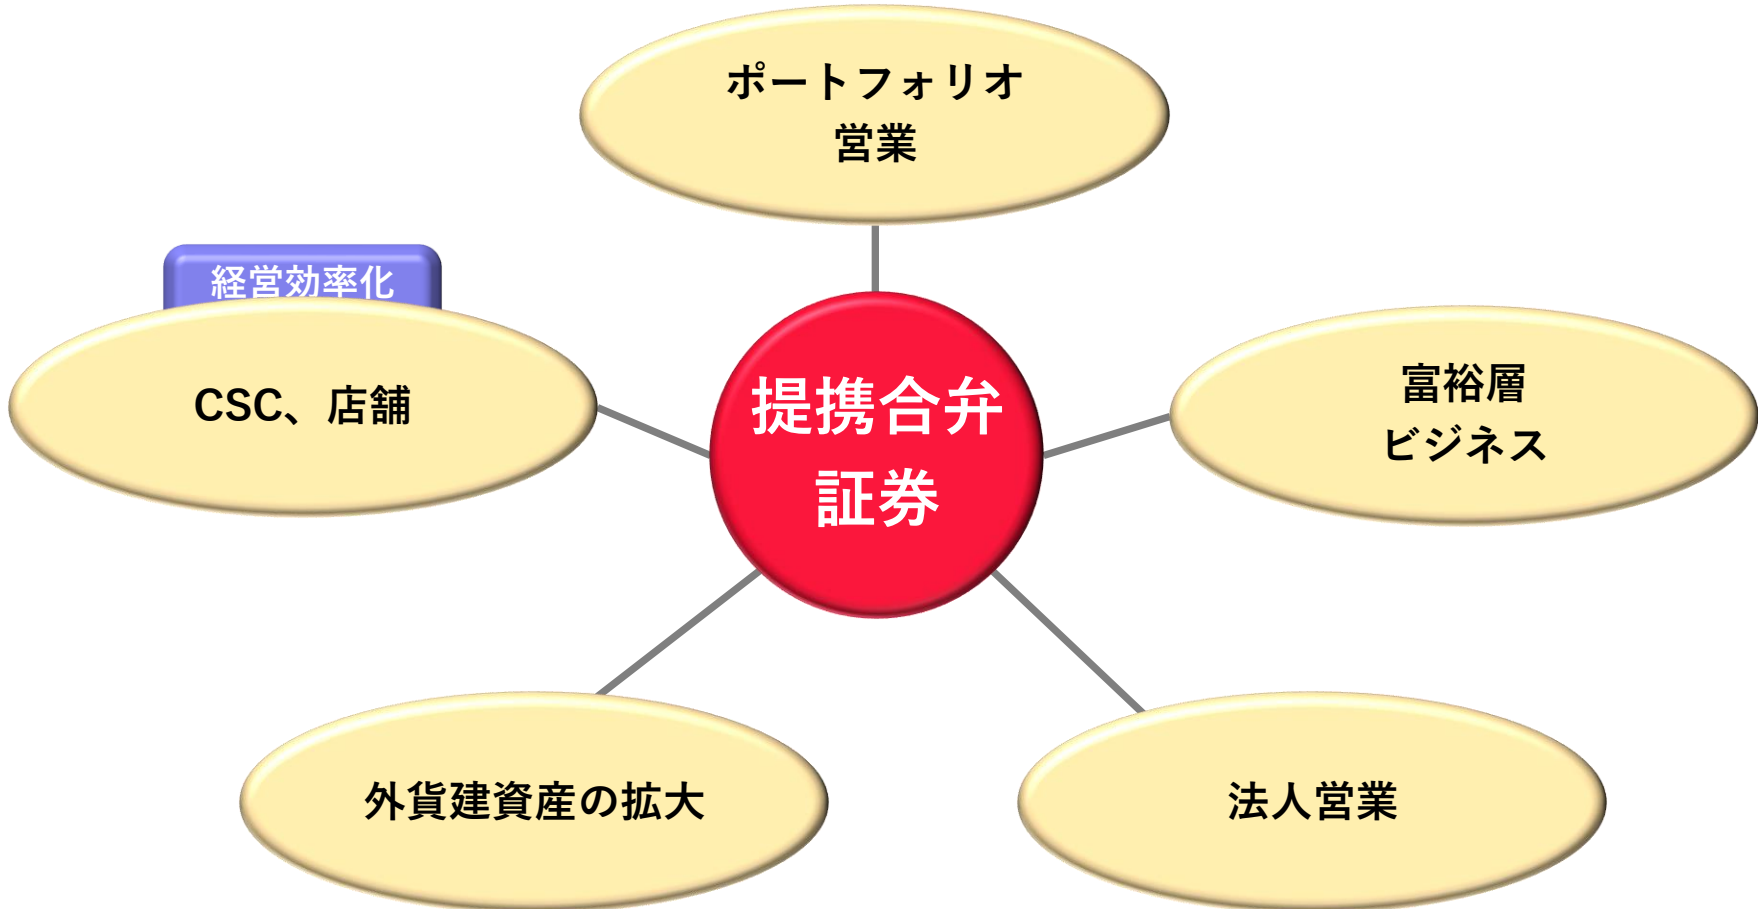 ポートフォリオ
営業
経営効率化
CSC、店舗
提携合弁
証券
富裕層
ビジネス
外貨建資産の拡大
法人営業